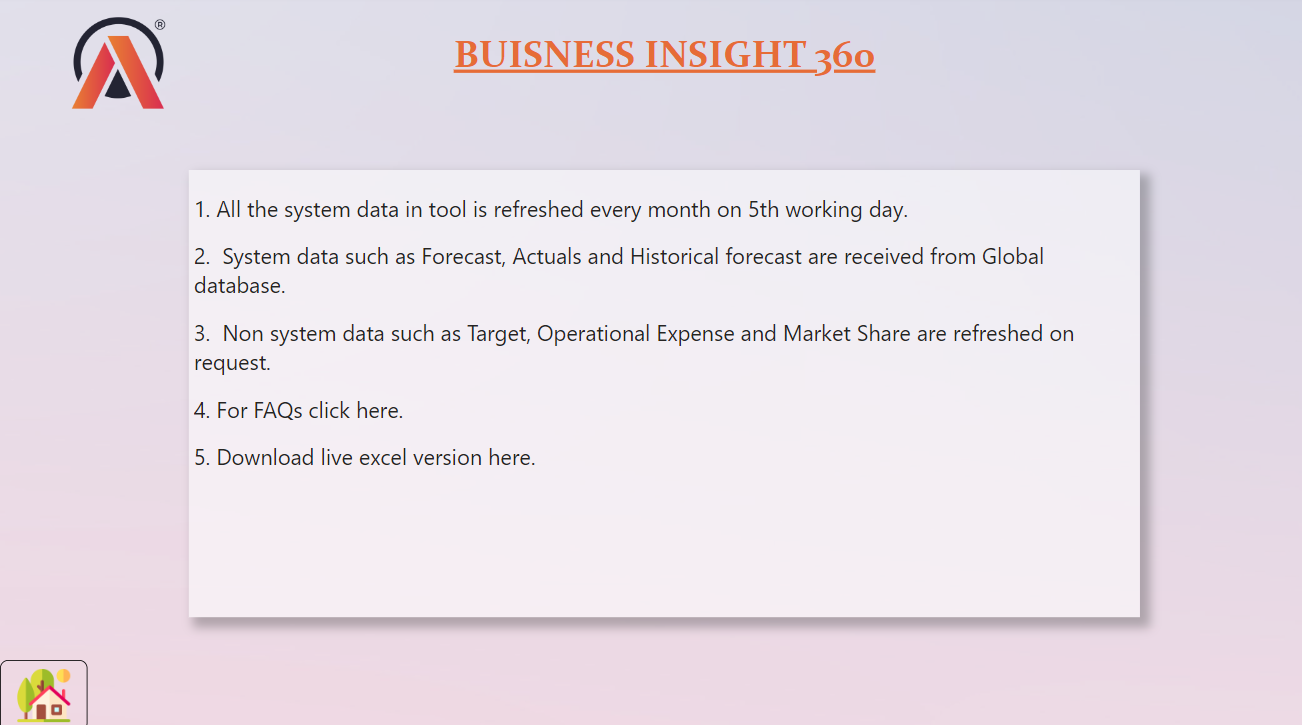 ®
BUISNESS INSIGHT 360
1. All the system data in tool is refreshed every month on 5th working day.
2.  System data such as Forecast, Actuals and Historical forecast are received from Global
database.
3.  Non system data such as Target, Operational Expense and Market Share are refreshed on
request.
4. For FAQs click here.
5. Download live excel version here.